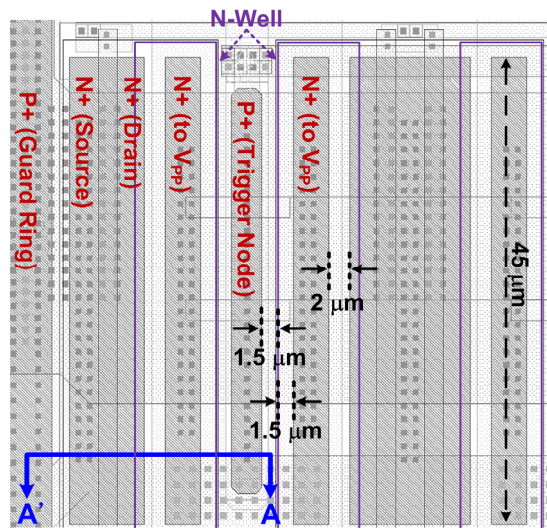 N-Well
P+ (Guard Ring)
N+ (Source)
N+ (Drain)
N+ (to VPP)
P+ (Trigger Node)
N+ (to VPP)
45 μm
2 μm
1.5 μm
1.5 μm
A'
A